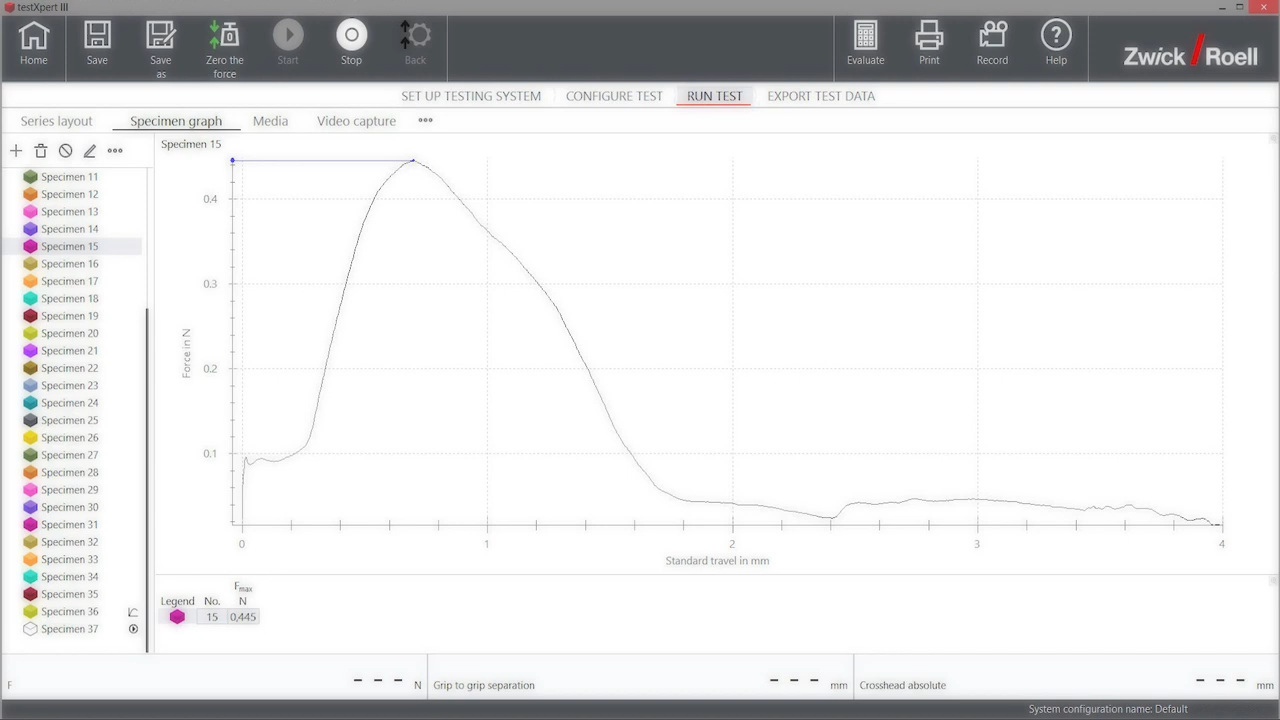 testXpert III
Home
Save
Save as
Zero the force
Start
Stop
Back
Evaluate
Print
Record
Help
Zwick / Roell
SET UP TESTING SYSTEM
CONFIGURE TEST
RUN TEST
EXPORT TEST DATA
Series layout
Specimen graph
Media
Video capture
Specimen 11
Specimen 12
Specimen 13
Specimen 14
Specimen 15
Specimen 16
Specimen 17
Specimen 18
Specimen 19
Specimen 20
Specimen 21
Specimen 22
Specimen 23
Specimen 24
Specimen 25
Specimen 26
Specimen 27
Specimen 28
Specimen 29
Specimen 30
Specimen 31
Specimen 32
Specimen 33
Specimen 34
Specimen 35
Specimen 36
Specimen 37
Specimen 15
Force in N
0.4
0.3
0.2
0.1
0 1 2 3 4
Standard travel in mm
Legend No. Fmax N
15 0,445
F --- N
Grip to grip separation --- mm
Crosshead absolute --- mm
System configuration name: Default